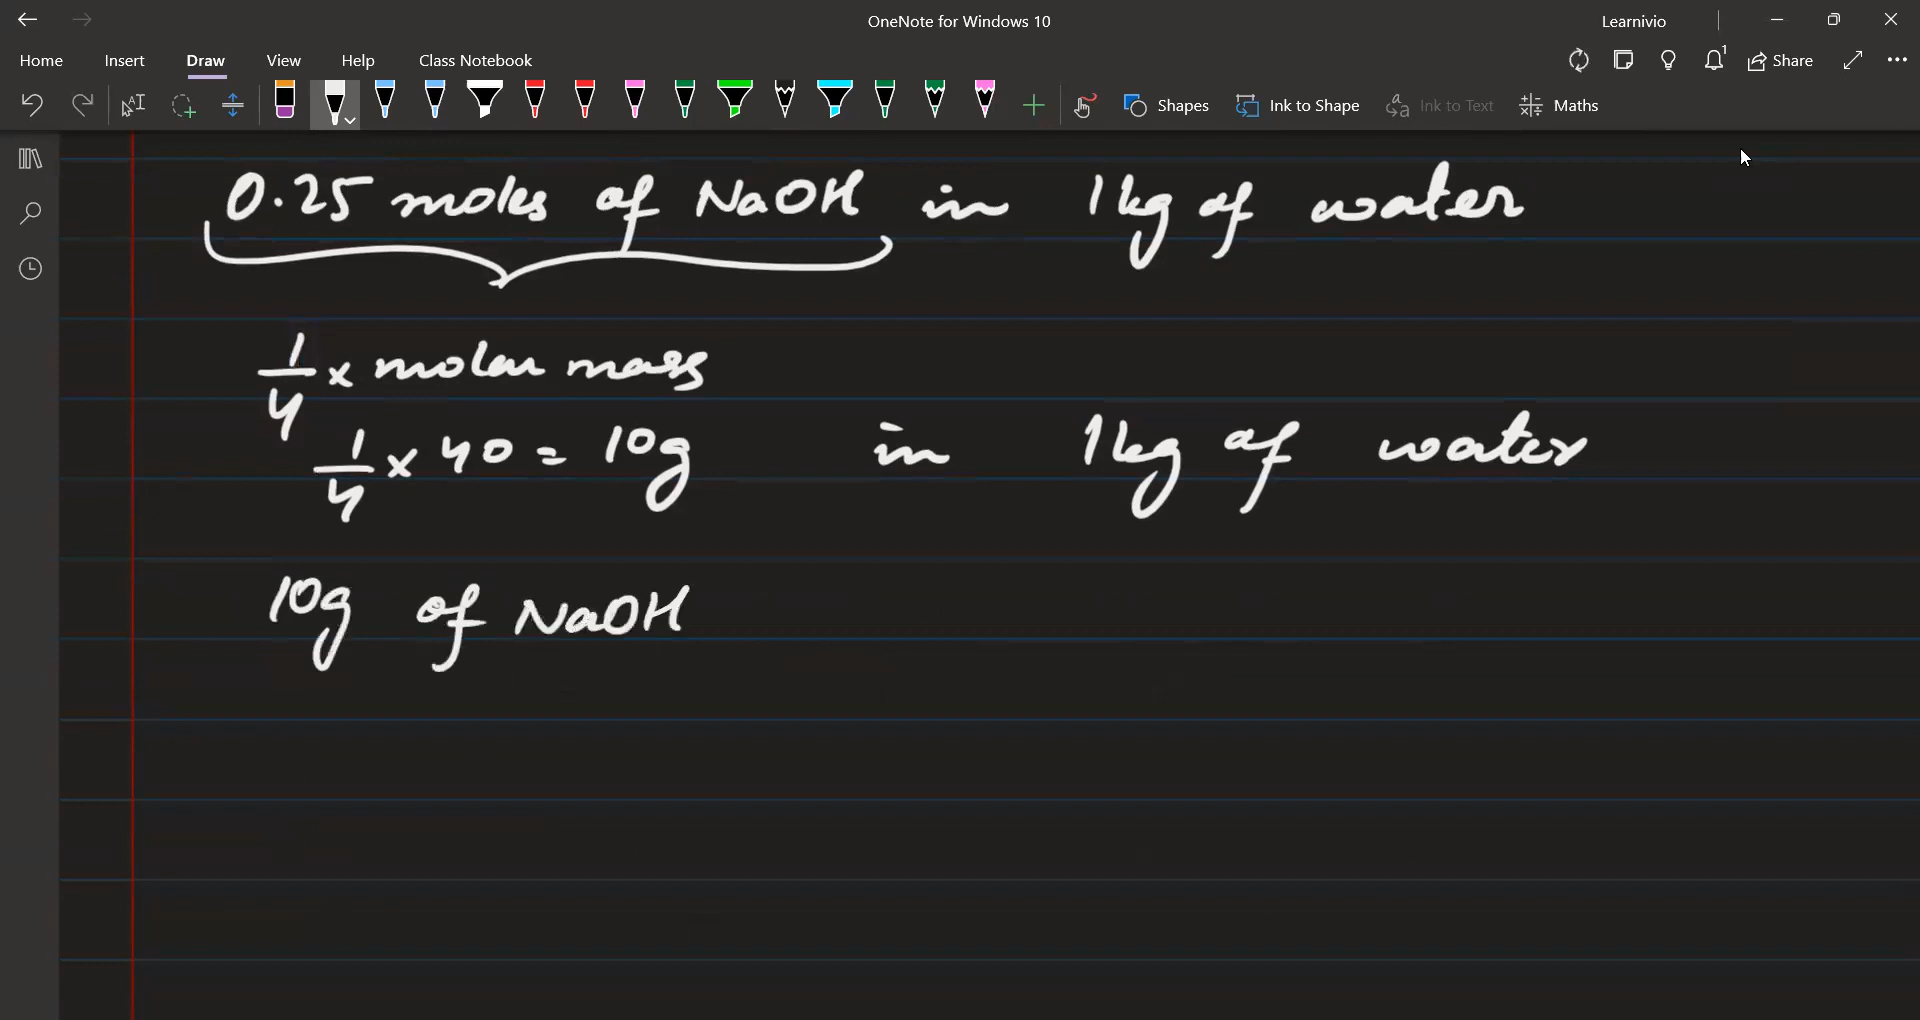 OneNote for Windows 10
Learnivio
Home Insert Draw View Help Class Notebook
1
Share
Shapes Ink to Shape Ink to Text Maths
0.25 moles of NaOH in 1kg of water
1/4 x molar mass
1/4 x 40 = 10g in 1kg of water
10g of NaOH